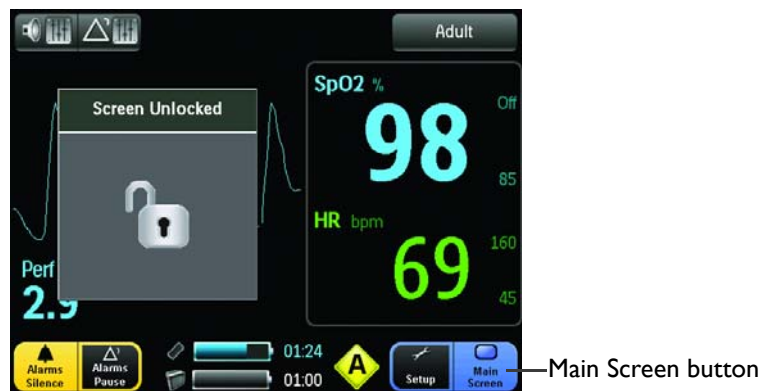 Adult
Screen Unlocked
SpO2 %
Off
98
85
HR bpm
160
69
45
Perf
2.9
Alarms
Silence
Alarms
Pause
01:24
01:00
A
Setup
Main
Screen
Main Screen button